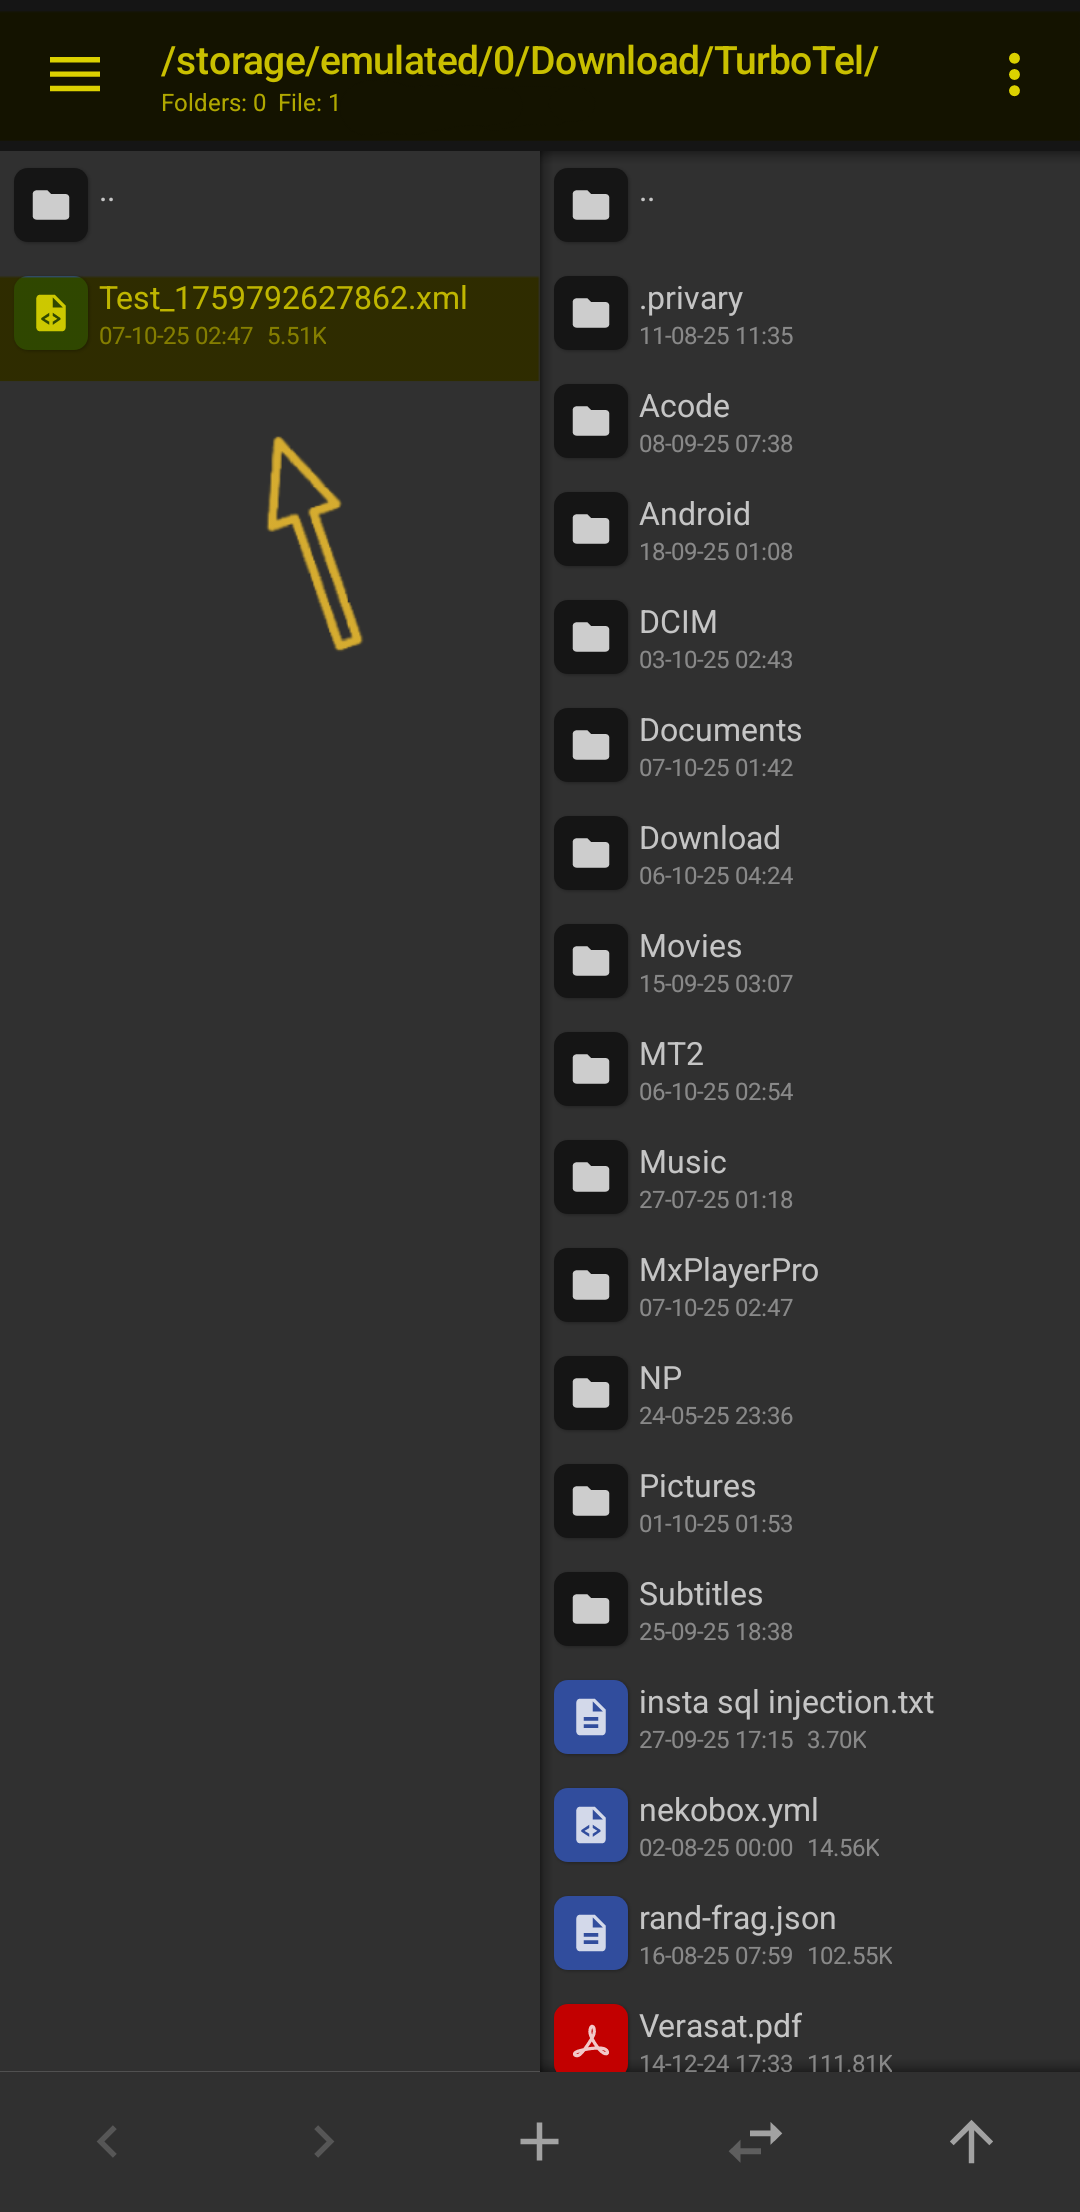 /storage/emulated/0/Download/TurboTel/
Folders: 0  File: 1
..
Test_1759792627862.xml
07-10-25 02:47  5.51K
..
.privary
11-08-25 11:35
Acode
08-09-25 07:38
Android
18-09-25 01:08
DCIM
03-10-25 02:43
Documents
07-10-25 01:42
Download
06-10-25 04:24
Movies
15-09-25 03:07
MT2
06-10-25 02:54
Music
27-07-25 01:18
MxPlayerPro
07-10-25 02:47
NP
24-05-25 23:36
Pictures
01-10-25 01:53
Subtitles
25-09-25 18:38
insta sql injection.txt
27-09-25 17:15  3.70K
nekobox.yml
02-08-25 00:00  14.56K
rand-frag.json
16-08-25 07:59  102.55K
Verasat.pdf
14-12-24 17:33  111.81K